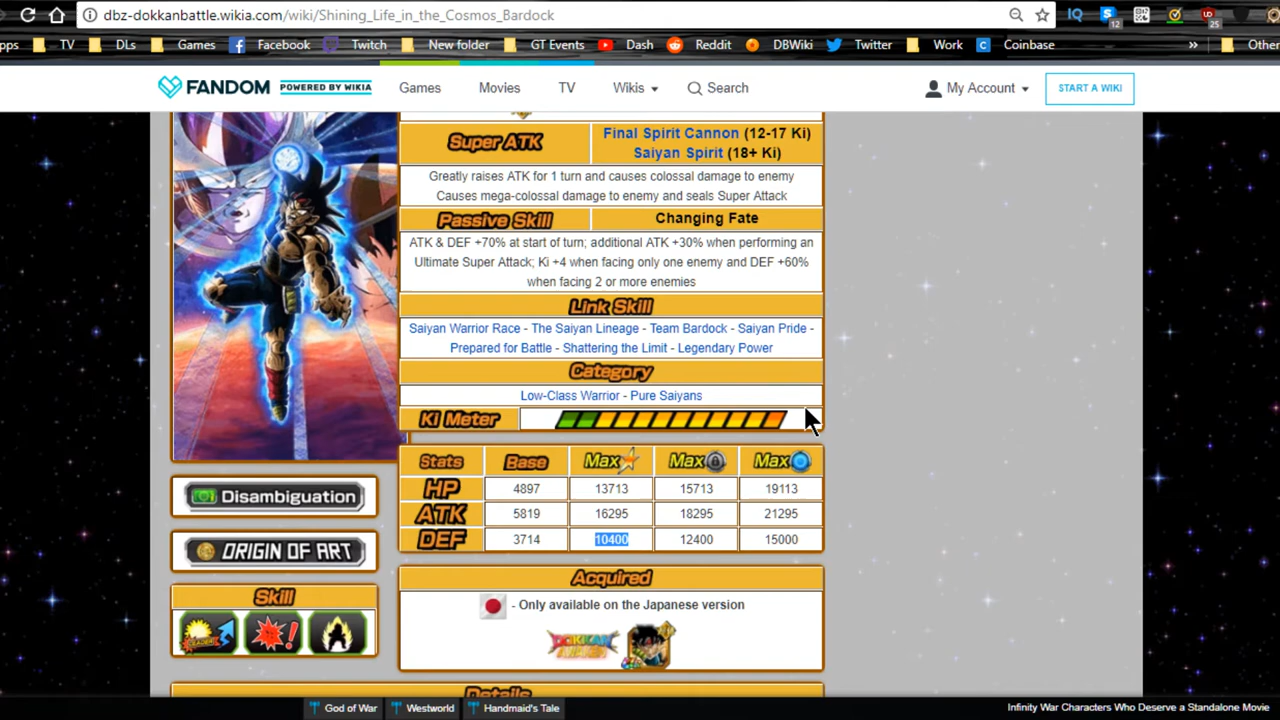 dbz-dokkanbattle.wikia.com/wiki/Shining_Life_in_the_Cosmos_Bardock
12
25
pps TV DLs Games Facebook Twitch New folder GT Events Dash Reddit DBWiki Twitter Work Coinbase » Other
FANDOM POWERED BY WIKIA Games Movies TV Wikis Search My Account START A WIKI
Super ATK
Final Spirit Cannon (12-17 Ki)
Saiyan Spirit (18+ Ki)
Greatly raises ATK for 1 turn and causes colossal damage to enemy
Causes mega-colossal damage to enemy and seals Super Attack
Passive Skill Changing Fate
ATK & DEF +70% at start of turn; additional ATK +30% when performing an
Ultimate Super Attack; Ki +4 when facing only one enemy and DEF +60%
when facing 2 or more enemies
Link Skill
Saiyan Warrior Race - The Saiyan Lineage - Team Bardock - Saiyan Pride -
Prepared for Battle - Shattering the Limit - Legendary Power
Category
Low-Class Warrior - Pure Saiyans
Ki Meter
Stats Base Max Max Max
HP 4897 13713 15713 19113
ATK 5819 16295 18295 21295
DEF 3714 10400 12400 15000
Disambiguation
ORIGIN OF ART
Skill
LEADER
Acquired
- Only available on the Japanese version
DOKKAN
Details
God of War Westworld Handmaid's Tale Infinity War Characters Who Deserve a Standalone Movie